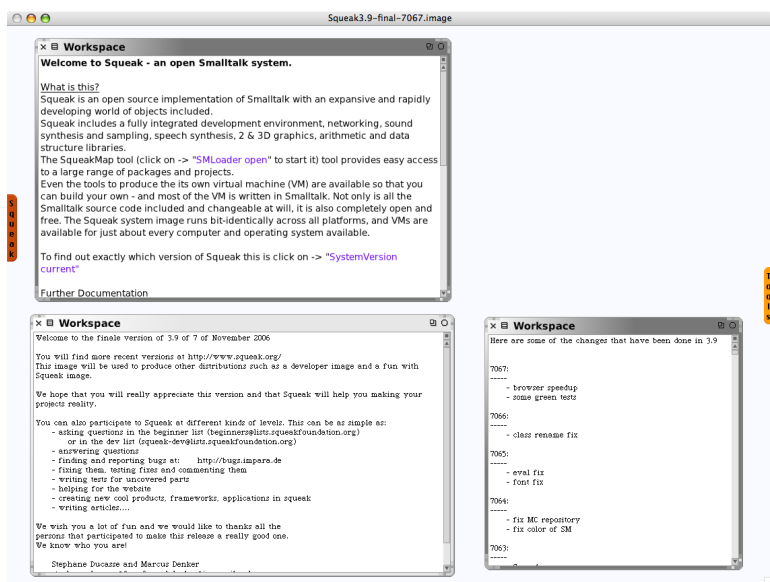 Squeak3.9-final-7067.image
Workspace
Welcome to Squeak - an open Smalltalk system.
What is this?
Squeak is an open source implementation of Smalltalk with an expansive and rapidly
developing world of objects included.
Squeak includes a fully integrated development environment, networking, sound
synthesis and sampling, speech synthesis, 2 & 3D graphics, arithmetic and data
structure libraries.
The SqueakMap tool (click on -> "SMLoader open" to start it) tool provides easy access
to a large range of packages and projects.
Even the tools to produce the its own virtual machine (VM) are available so that you
can build your own - and most of the VM is written in Smalltalk. Not only is all the
Smalltalk source code included and changeable at will, it is also completely open and
free. The Squeak system image runs bit-identically across all platforms, and VMs are
available for just about every computer and operating system available.
To find out exactly which version of Squeak this is click on -> "SystemVersion
current"
Further Documentation
Squeak
Tools
Workspace
Welcome to the finale version of 3.9 of 7 of November 2006
You will find more recent versions at http://www.squeak.org/
This image will be used to produce other distributions such as a developer image and a fun with
Squeak image.
We hope that you will really appreciate this version and that Squeak will help you making your
projects reality.
You can also participate to Squeak at different kinds of levels. This can be as simple as:
- asking questions in the beginner list (beginners@lists.squeakfoundation.org)
or in the dev list (squeak-dev@lists.squeakfoundation.org)
- answering questions
- finding and reporting bugs at: http://bugs.impara.de
- fixing them, testing fixes and commenting them
- writing tests for uncovered parts
- helping for the website
- creating new cool products, frameworks, applications in squeak
- writing articles....
We wish you a lot of fun and we would like to thanks all the
persons that participated to make this release a really good one.
We know who you are!
Stephane Ducasse and Marcus Denker
Workspace
Here are some of the changes that have been done in 3.9
7067:
-----
- browser speedup
- some green tests
7066:
-----
- class rename fix
7065:
-----
- eval fix
- font fix
7064:
-----
- fix MC repository
- fix color of SM
7063:
-----